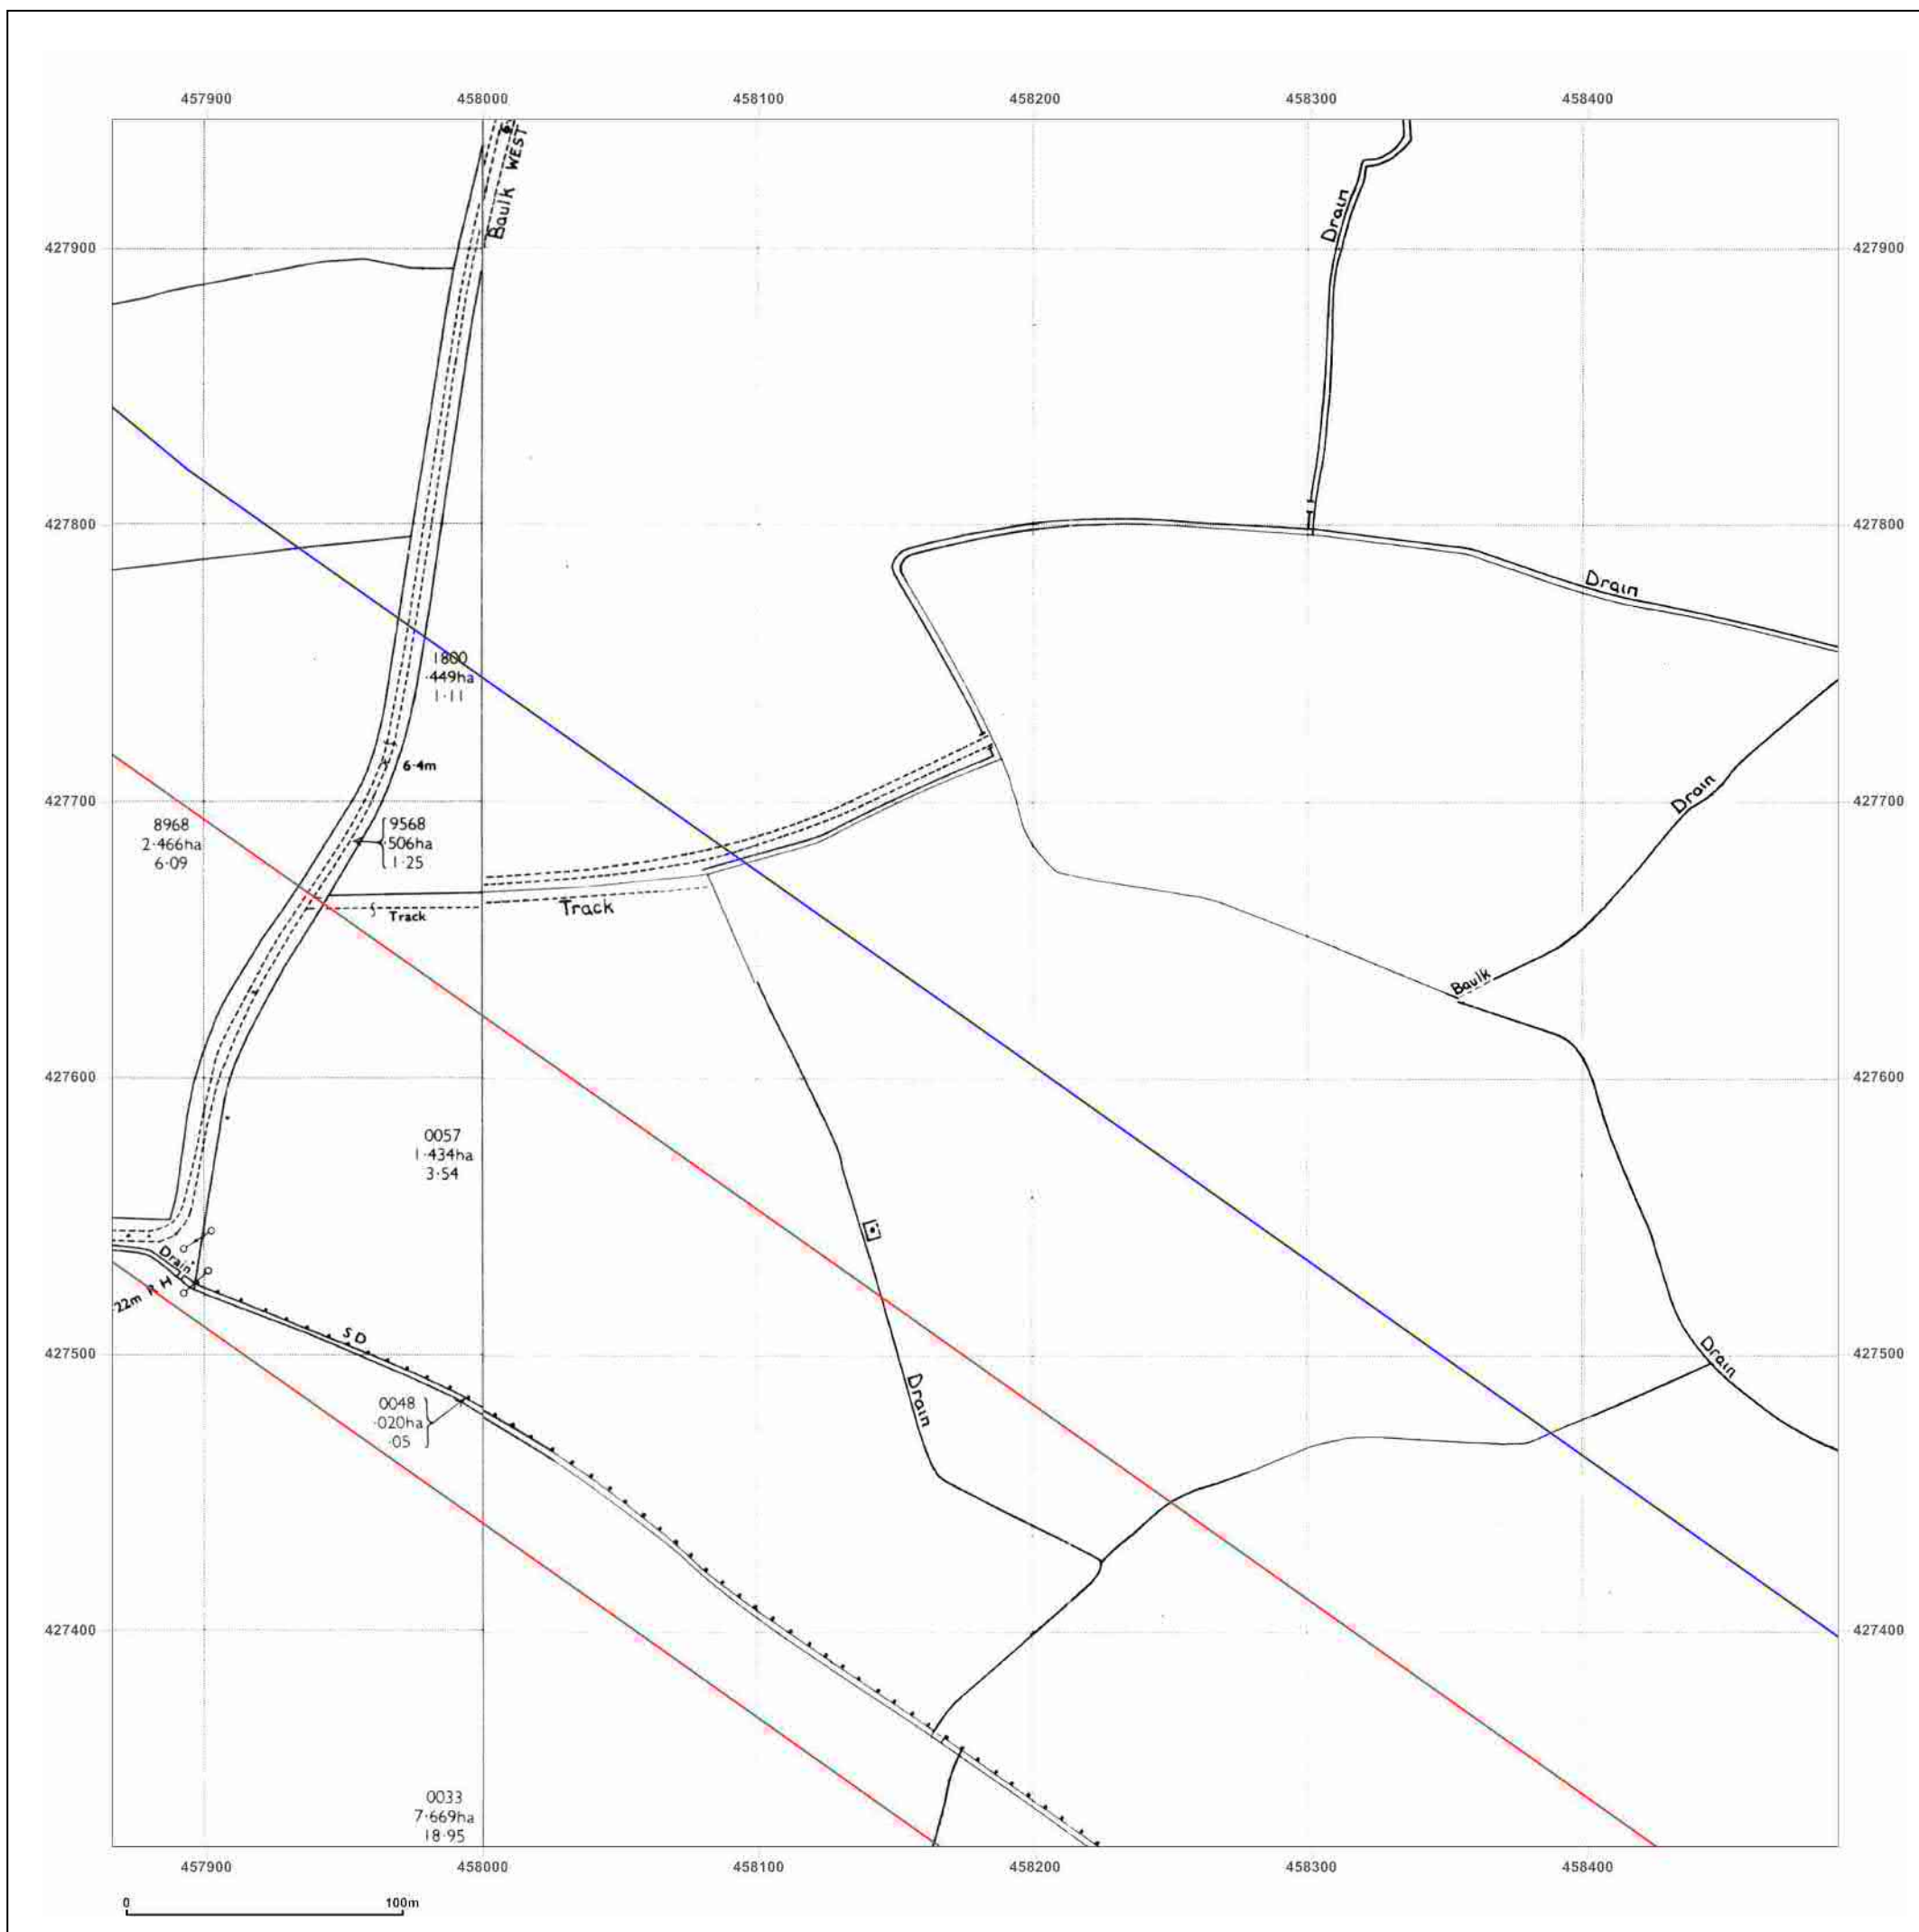 457900 458000 458100 458200 458300 458400
Baulk WEST
Drain
427900 427900
427800 427800
Drain
1800
·449ha
1·11
6·4m
Drain
427700 427700
8968
2·466ha
6·09
9568
·506ha
1·25
Track
Track
Baulk
427600 427600
0057
1·434ha
3·54
Drain
·22m R H
SD
427500 427500
Drain
Drain
0048
·020ha
·05
427400 427400
0033
7·669ha
18·95
457900 458000 458100 458200 458300 458400
0 100m